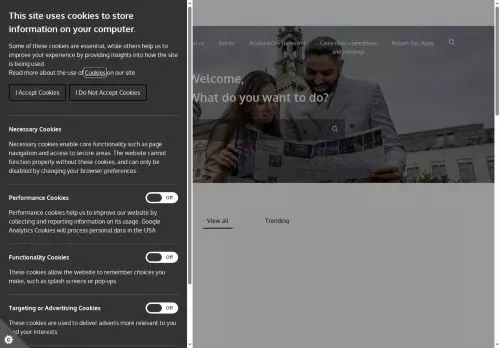 This site uses cookies to store
information on your computer.
Some of these cookies are essential, while others help us to
improve your experience by providing insights into how the site
is being used.
Read more about the use of Cookies on our site
I Accept Cookies
I Do Not Accept Cookies
Necessary Cookies
Necessary cookies enable core functionality such as page
navigation and access to secure areas. The website cannot
function properly without these cookies, and can only be
disabled by changing your browser preferences.
Performance Cookies
Off
Performance cookies help us to improve our website by
collecting and reporting information on its usage. Google
Analytics Cookies will process personal data in the USA
Functionality Cookies
Off
These cookies allow the website to remember choices you
make, such as splash screens or pop-ups
Targeting or Advertising Cookies
Off
These cookies are used to deliver adverts more relevant to you
and your interests.
us
Events
Accessibility statement
Councillors, committees
and meetings
Report, Pay, Apply
Welcome,
What do you want to do?
View all
Trending